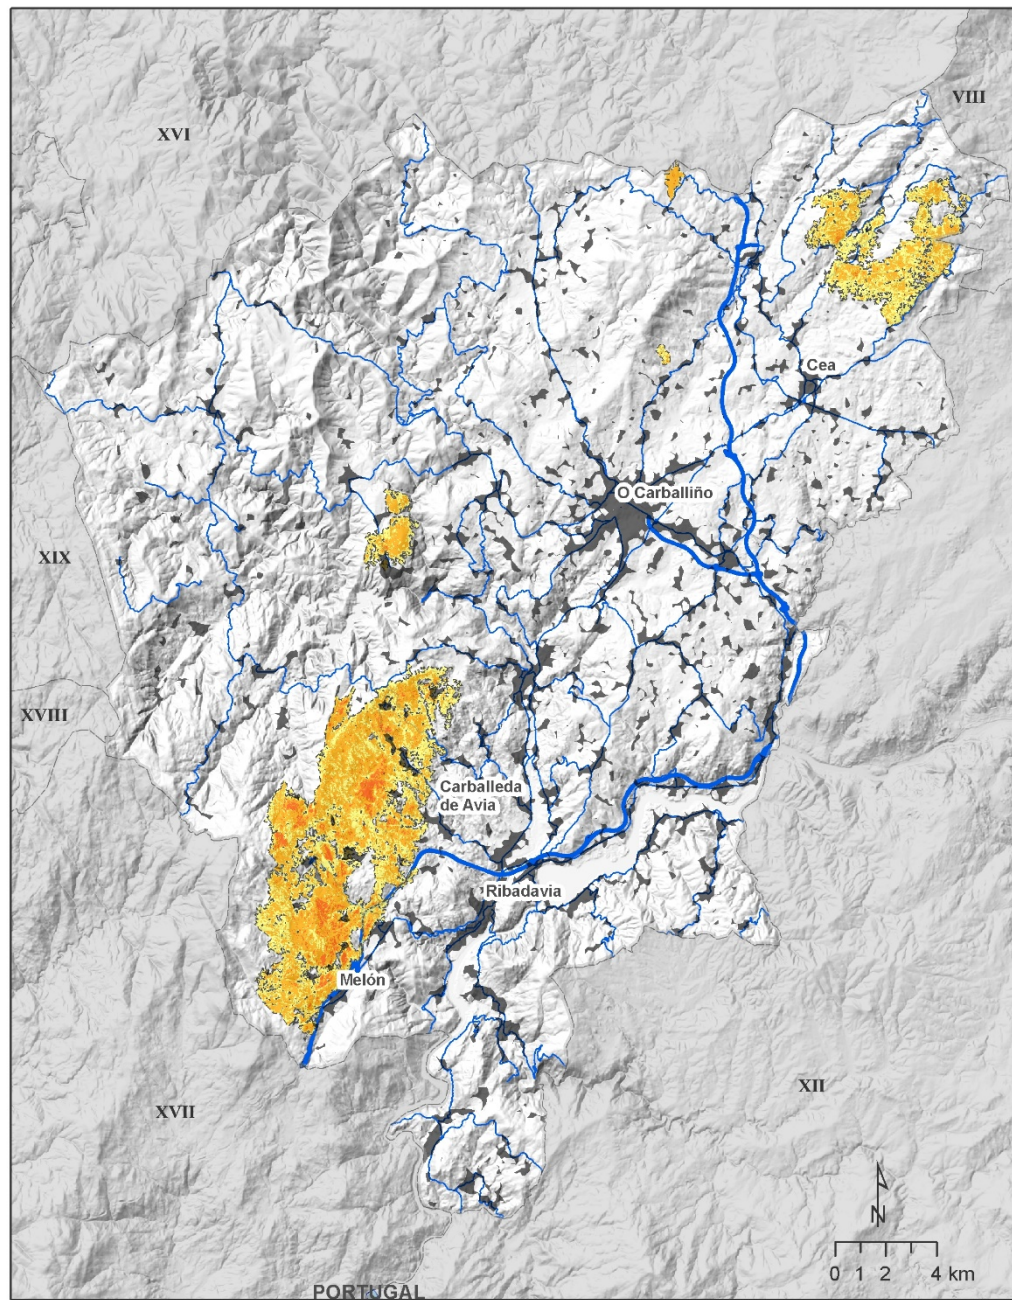 VIII
XVI
Cea
O Carballiño
XIX
XVIII
Carballeda
de Avia
Ribadavia
Melón
XII
XVII
N
0 1 2 4 km
PORTUGAL